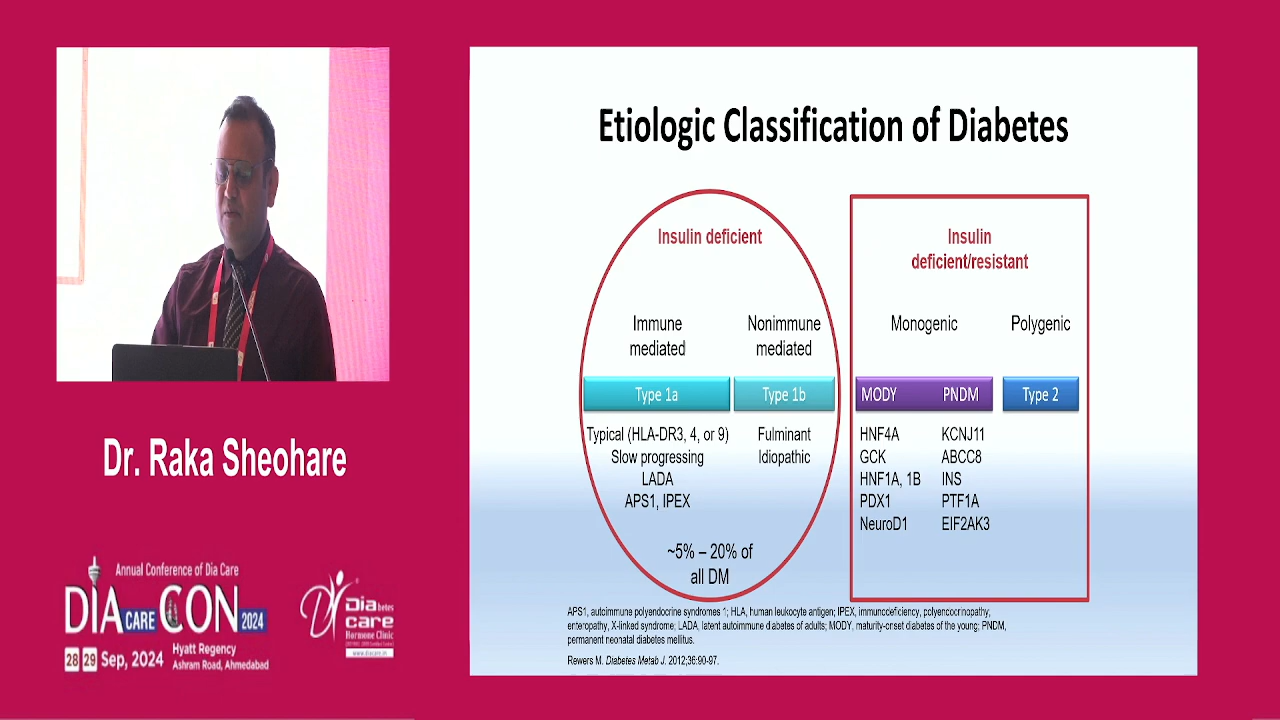 Etiologic Classification of Diabetes
Insulin deficient
Insulin
deficient/resistant
Immune
mediated
Nonimmune
mediated
Monogenic
Polygenic
Type 1a
Type 1b
MODY
PNDM
Type 2
Typical (HLA-DR3, 4, or 9)
Slow progressing
LADA
APS1, IPEX
Fulminant
Idiopathic
HNF4A
GCK
HNF1A, 1B
PDX1
NeuroD1
KCNJ11
ABCC8
INS
PTF1A
EIF2AK3
~5% – 20% of
all DM
APS1, autoimmune polyendocrine syndromes 1; HLA, human leukocyte antigen; IPEX, immunodeficiency, polyencocrinopathy,
enteropathy, X-linked syndrome; LADA, latent autoimmune diabetes of adults; MODY, maturity-onset diabetes of the young; PNDM,
permanent neonatal diabetes mellitus.
Rewers M. Diabetes Metab J. 2012;36:90-97.
Dr. Raka Sheohare
Annual Conference of Dia Care
DIA CARE CON 2024
28 29 Sep, 2024
Hyatt Regency
Ashram Road, Ahmedabad
Diabetes
care
Hormone Clinic
www.diacare.in